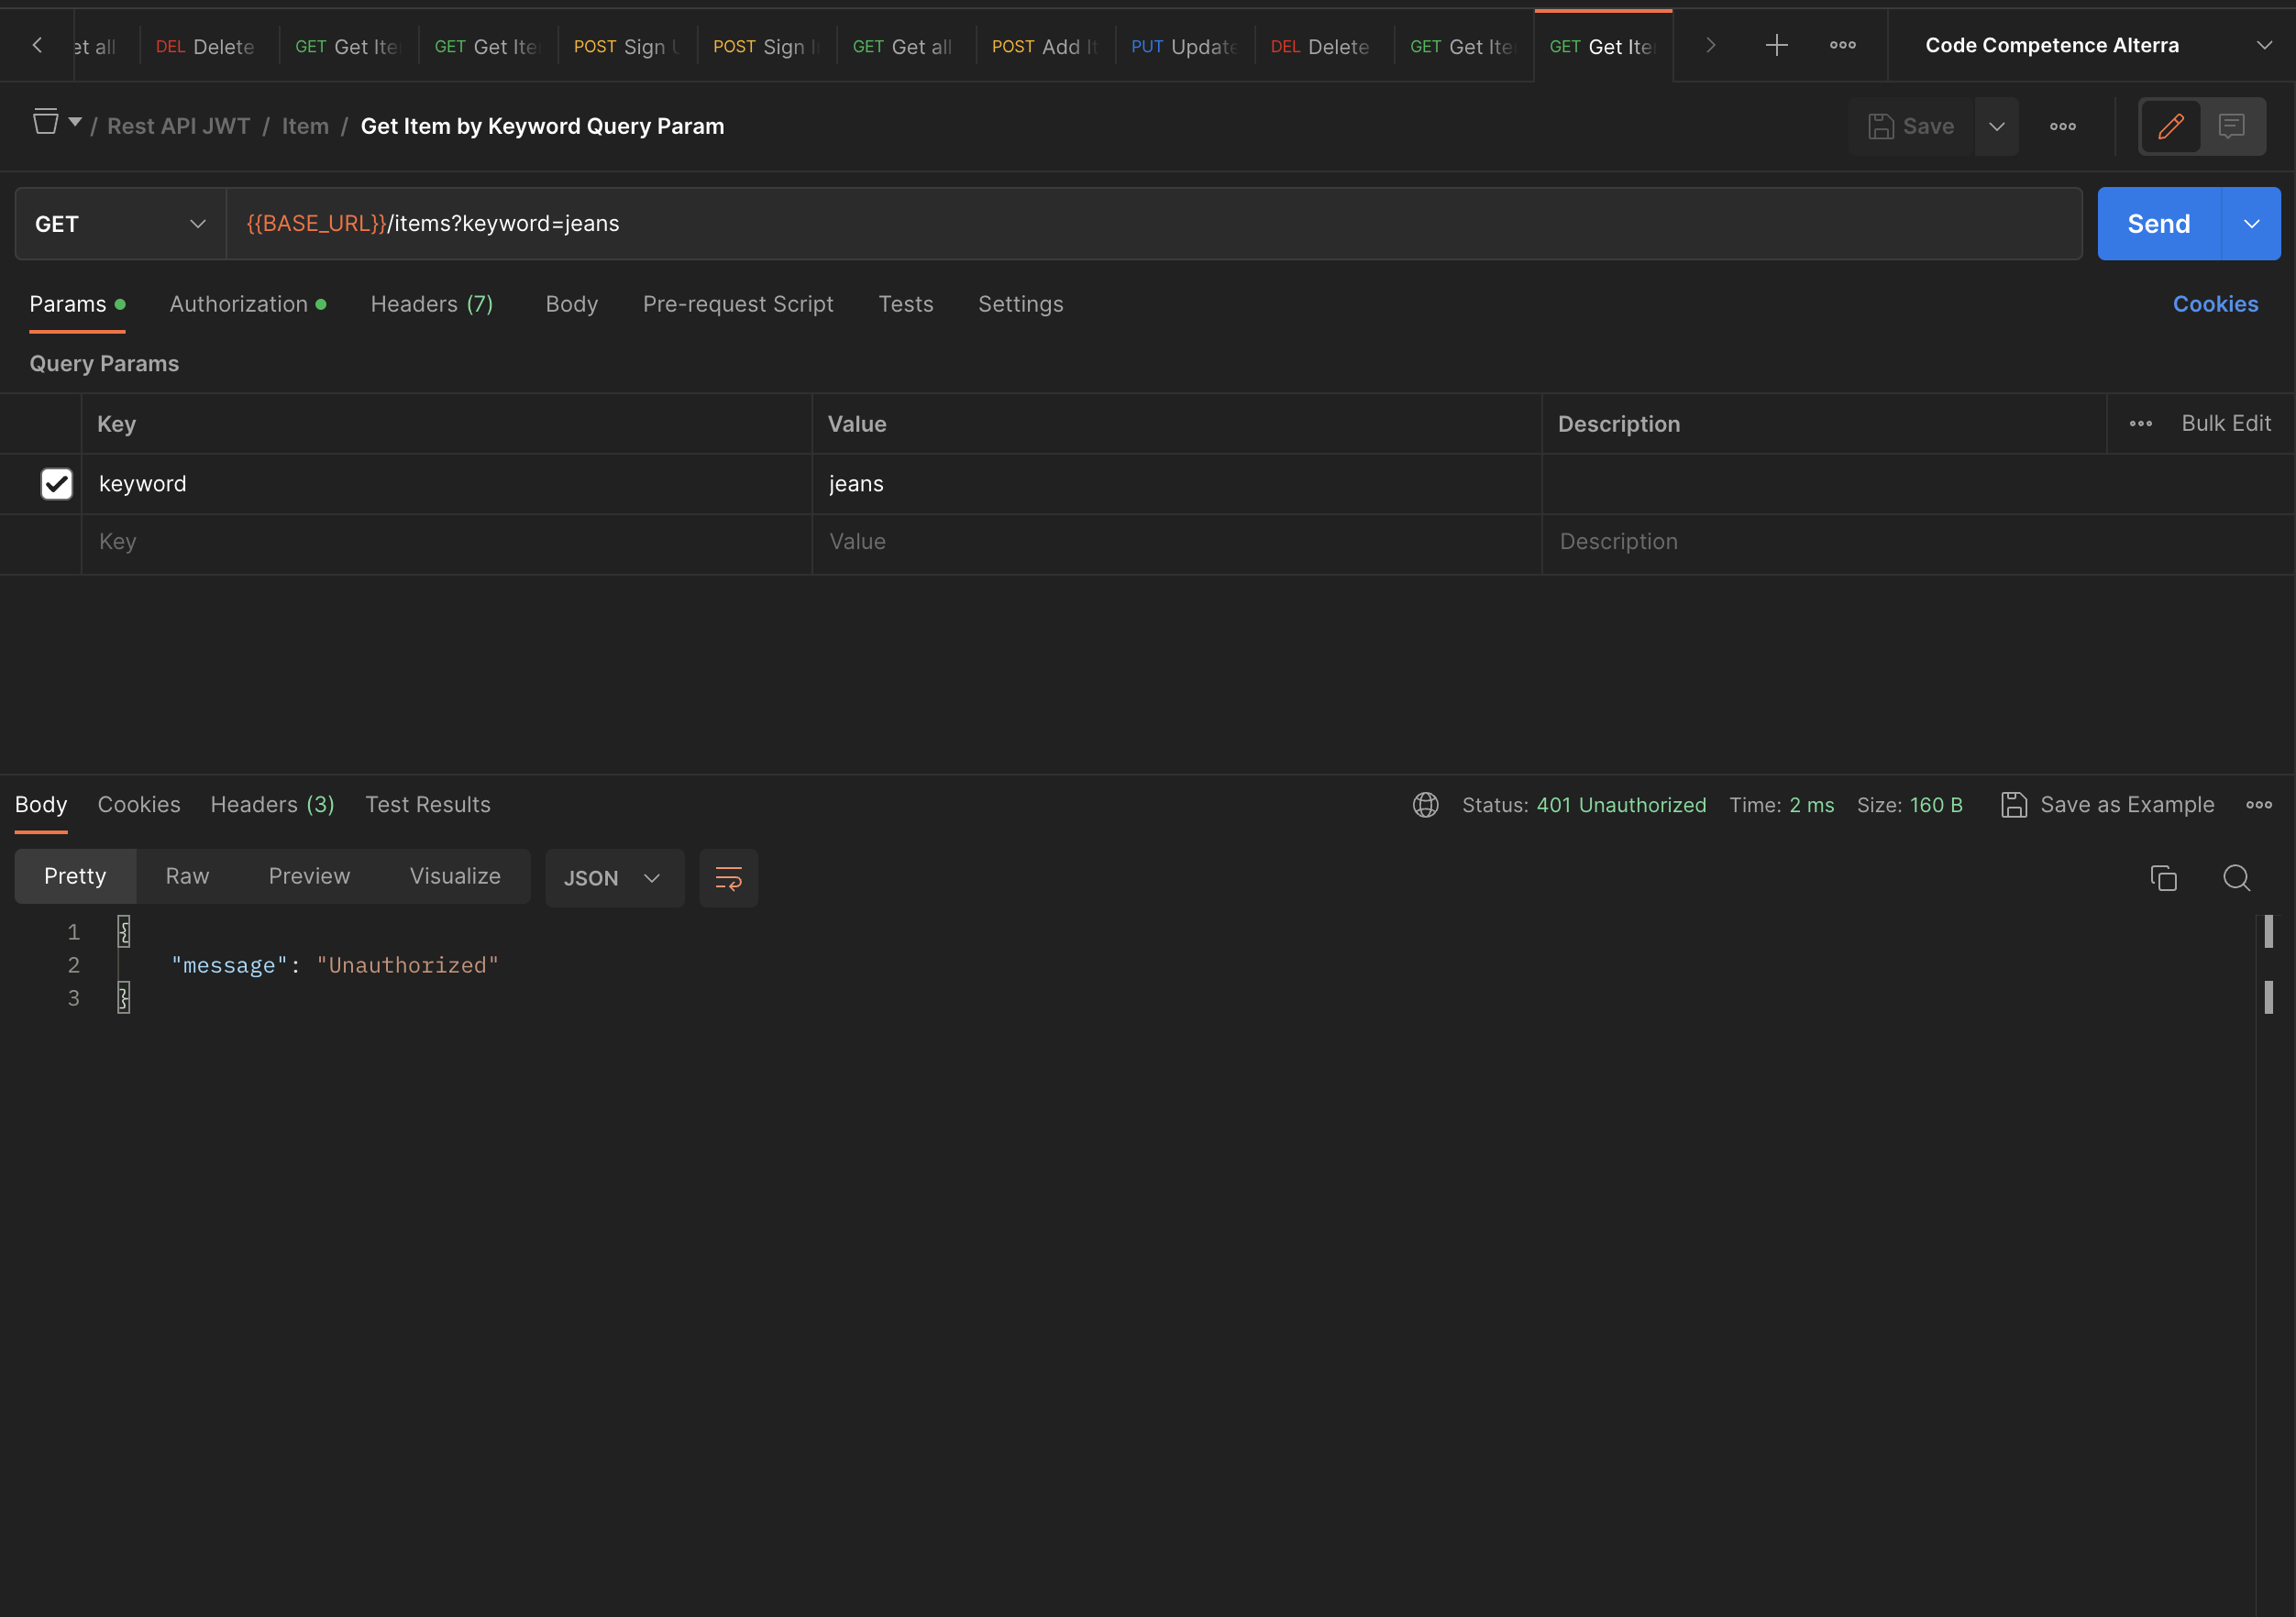 et all DEL Delete GET Get Ite GET Get Ite POST Sign U POST Sign I GET Get all POST Add It PUT Update DEL Delete GET Get Ite GET Get Ite Code Competence Alterra
/ Rest API JWT / Item / Get Item by Keyword Query Param Save
GET {{BASE_URL}}/items?keyword=jeans Send
Params Authorization Headers (7) Body Pre-request Script Tests Settings Cookies
Query Params
Key Value Description Bulk Edit
keyword jeans
Key Value Description
Body Cookies Headers (3) Test Results Status: 401 Unauthorized Time: 2 ms Size: 160 B Save as Example
Pretty Raw Preview Visualize JSON
1 {
2 "message": "Unauthorized"
3 }